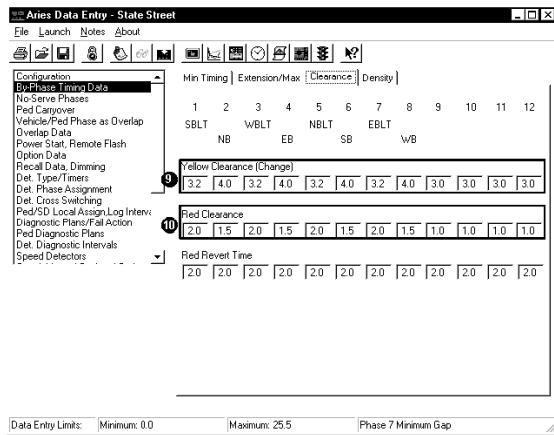 Aries Data Entry - State Street
File Launch Notes About
Configuration
By-Phase Timing Data
No-Serve Phases
Ped Carryover
Vehicle/Ped Phase as Overlap
Overlap Data
Power Start, Remote Flash
Option Data
Recall Data, Dimming
Det. Type/Timers
Det. Phase Assignment
Det. Cross Switching
Ped/SD Local Assign,Log Interva
Diagnostic Plans/Fail Action
Ped Diagnostic Plans
Det. Diagnostic Intervals
Speed Detectors
Min Timing Extension/Max Clearance Density
1 2 3 4 5 6 7 8 9 10 11 12
SBLT WBLT NBLT EBLT
NB EB SB WB
9 Yellow Clearance (Change)
3.2 4.0 3.2 4.0 3.2 4.0 3.2 4.0 3.0 3.0 3.0 3.0
10 Red Clearance
2.0 1.5 2.0 1.5 2.0 1.5 2.0 1.5 1.0 1.0 1.0 1.0
Red Revert Time
2.0 2.0 2.0 2.0 2.0 2.0 2.0 2.0 2.0 2.0 2.0 2.0
Data Entry Limits: Minimum: 0.0 Maximum: 25.5 Phase 7 Minimum Gap